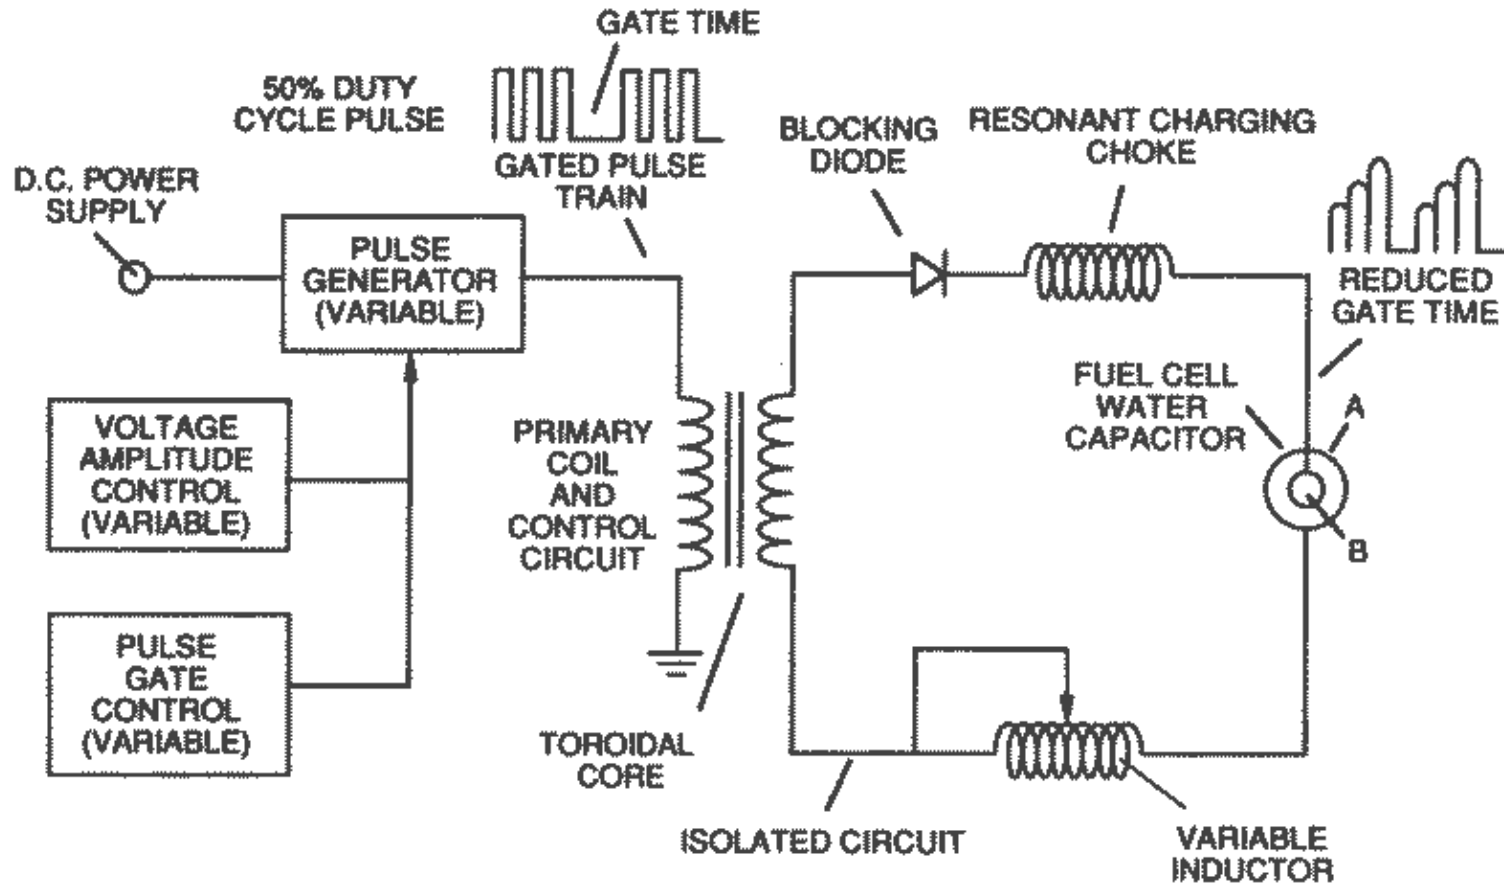 GATE TIME
50% DUTY
CYCLE PULSE
GATED PULSE
TRAIN
BLOCKING
DIODE
RESONANT CHARGING
CHOKE
D.C. POWER
SUPPLY
PULSE
GENERATOR
(VARIABLE)
REDUCED
GATE TIME
VOLTAGE
AMPLITUDE
CONTROL
(VARIABLE)
PRIMARY
COIL
AND
CONTROL
CIRCUIT
FUEL CELL
WATER
CAPACITOR
A
B
PULSE
GATE
CONTROL
(VARIABLE)
TOROIDAL
CORE
ISOLATED CIRCUIT
VARIABLE
INDUCTOR